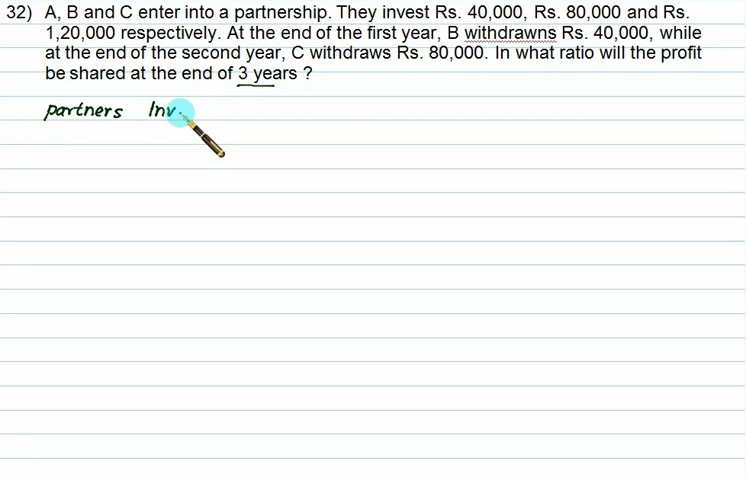 32) A, B and C enter into a partnership. They invest Rs. 40,000, Rs. 80,000 and Rs.
1,20,000 respectively. At the end of the first year, B withdrawns Rs. 40,000, while
at the end of the second year, C withdraws Rs. 80,000. In what ratio will the profit
be shared at the end of 3 years ?
partners Inv.